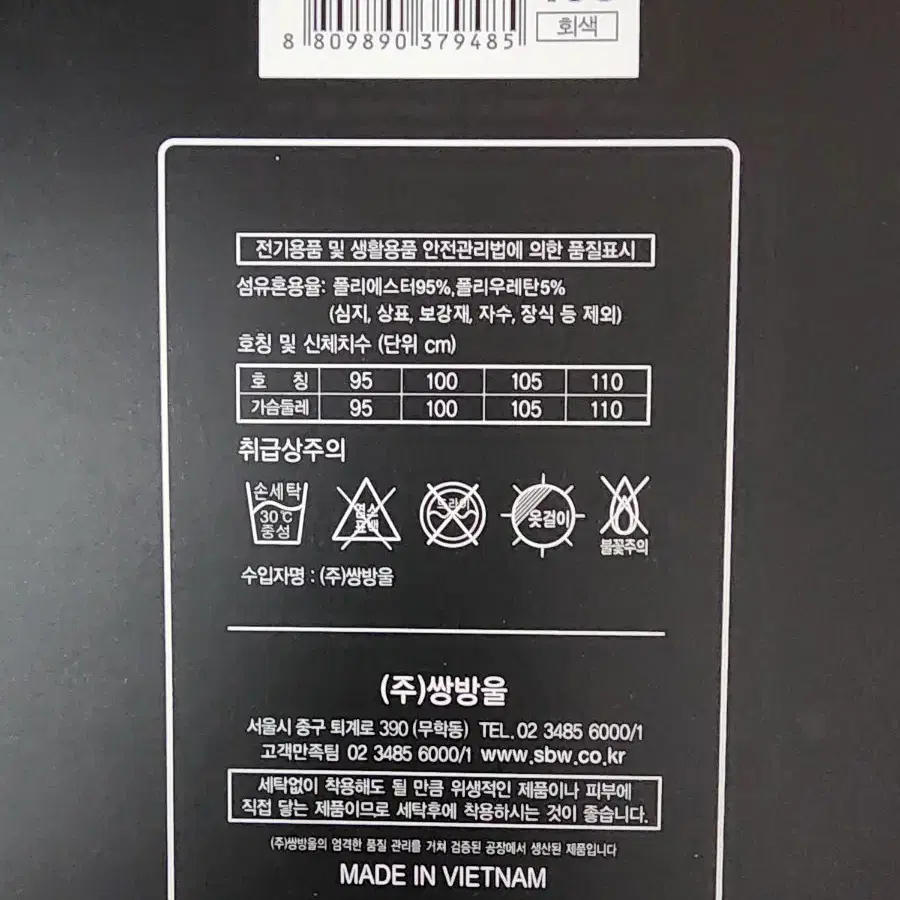 8 809890 379485
회색
전기용품 및 생활용품 안전관리법에 의한 품질표시
섬유혼용율: 폴리에스터95%,폴리우레탄5%
(심지, 상표, 보강재, 자수, 장식 등 제외)
호칭 및 신체치수 (단위 cm)
호 칭 95 100 105 110
가슴둘레 95 100 105 110
취급상주의
손세탁
30℃
중성
염소
표백
드라이
옷걸이
불꽃주의
수입자명 : (주)쌍방울
(주)쌍방울
서울시 중구 퇴계로 390 (무학동) TEL. 02 3485 6000/1
고객만족팀 02 3485 6000/1 www.sbw.co.kr
세탁없이 착용해도 될 만큼 위생적인 제품이나 피부에
직접 닿는 제품이므로 세탁후에 착용하시는 것이 좋습니다.
(주)쌍방울의 엄격한 품질 관리를 거쳐 검증된 공장에서 생산된 제품입니다
MADE IN VIETNAM